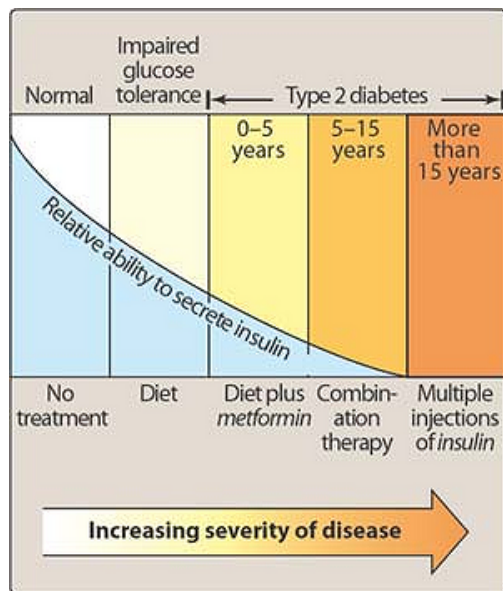 Normal
Impaired
glucose
tolerance
Type 2 diabetes
0–5
years
5–15
years
More
than
15 years
Relative ability to secrete insulin
No
treatment
Diet
Diet plus
metformin
Combin-
ation
therapy
Multiple
injections
of insulin
Increasing severity of disease